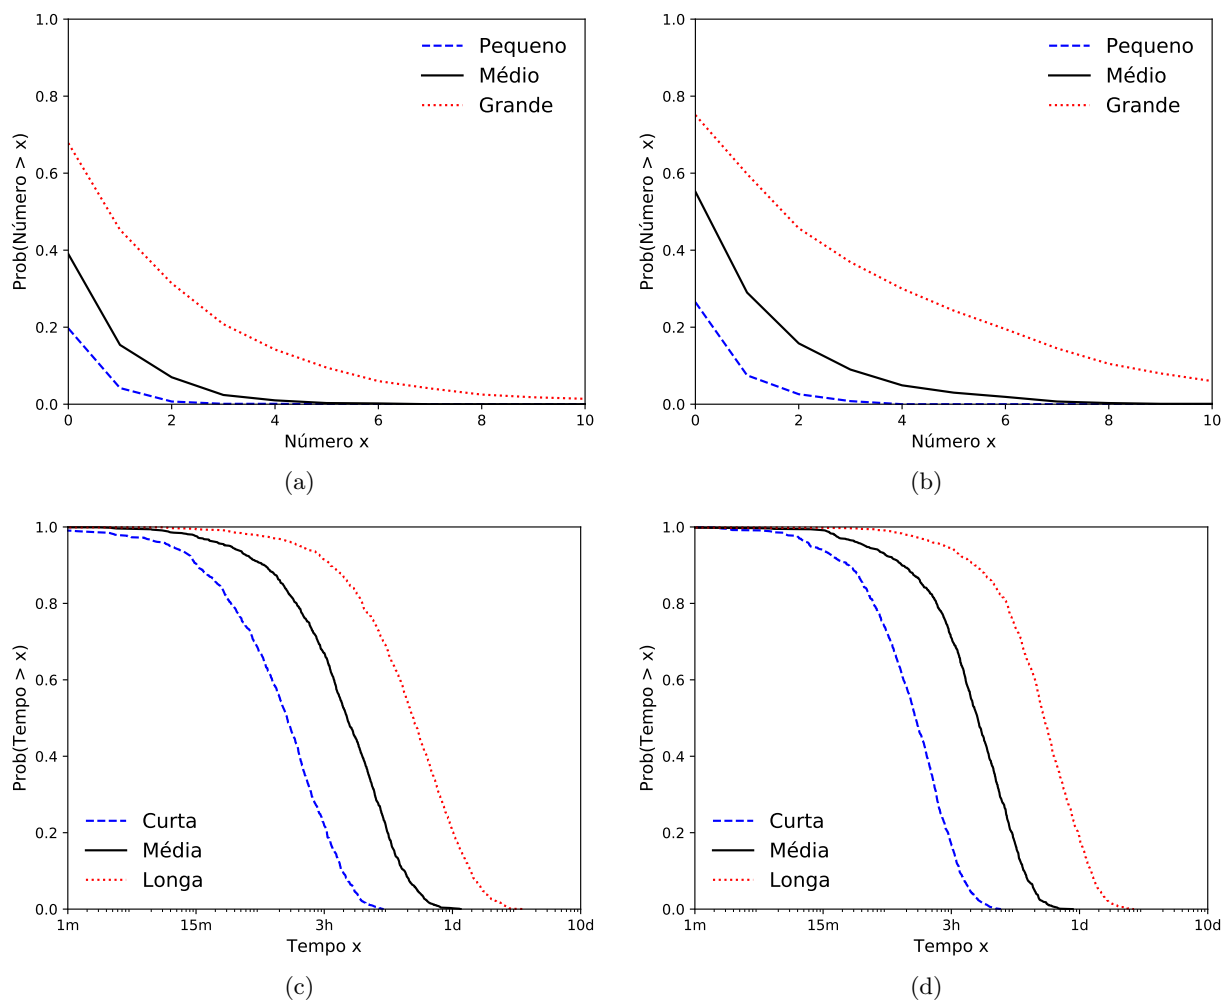 1.0
0.8
0.6
0.4
0.2
0.0
Prob(Número > x)
Pequeno
Médio
Grande
0 2 4 6 8 10
Número x
(a)
1.0
0.8
0.6
0.4
0.2
0.0
Prob(Número > x)
Pequeno
Médio
Grande
0 2 4 6 8 10
Número x
(b)
1.0
0.8
0.6
0.4
0.2
0.0
Prob(Tempo > x)
Curta
Média
Longa
1m 15m 3h 1d 10d
Tempo x
(c)
1.0
0.8
0.6
0.4
0.2
0.0
Prob(Tempo > x)
Curta
Média
Longa
1m 15m 3h 1d 10d
Tempo x
(d)